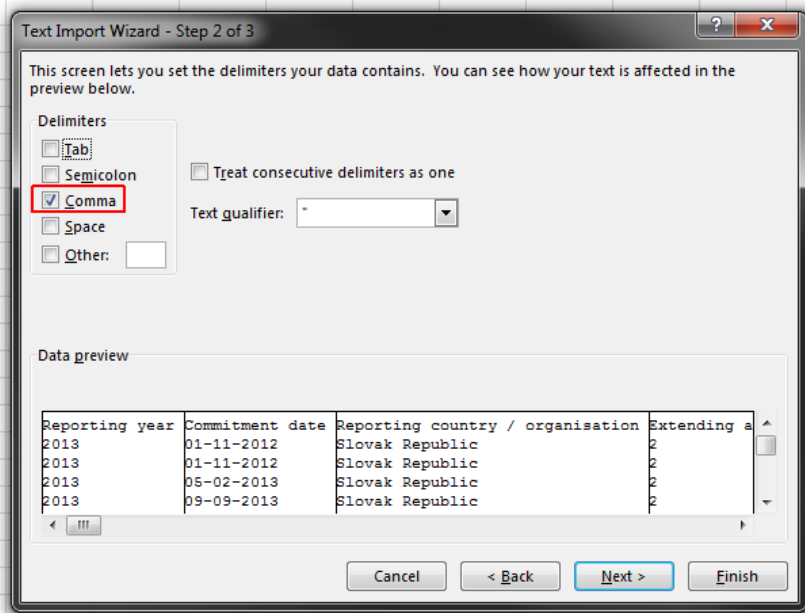 Text Import Wizard - Step 2 of 3
This screen lets you set the delimiters your data contains. You can see how your text is affected in the
preview below.
Delimiters
Tab
Semicolon
Comma
Space
Other:
Treat consecutive delimiters as one
Text qualifier: "
Data preview
Reporting year Commitment date Reporting country / organisation Extending a
2013 01-11-2012 Slovak Republic 2
2013 01-11-2012 Slovak Republic 2
2013 05-02-2013 Slovak Republic 2
2013 09-09-2013 Slovak Republic 2
Cancel < Back Next > Finish